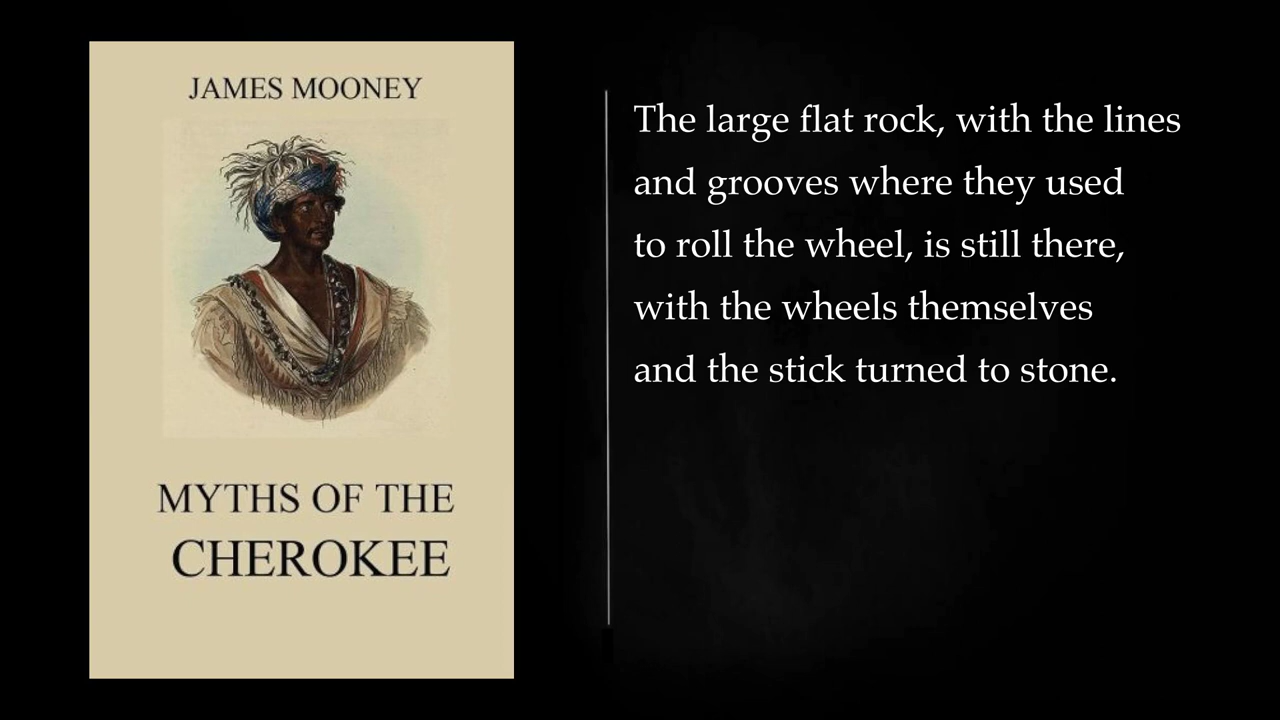 JAMES MOONEY
MYTHS OF THE
CHEROKEE
The large flat rock, with the lines
and grooves where they used
to roll the wheel, is still there,
with the wheels themselves
and the stick turned to stone.